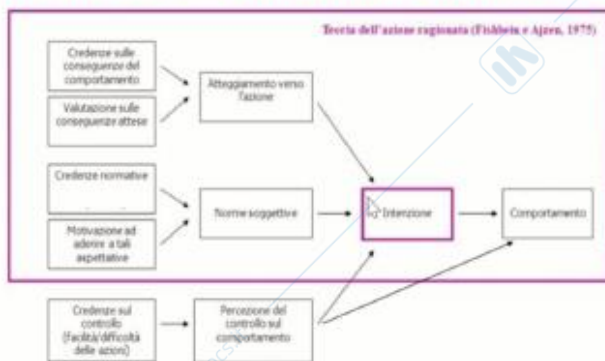 Teoria dell'azione ragionata (Fishbein e Ajzen, 1975)
Credenze sulle
conseguenze del
comportamento
Valutazione sulle
conseguenze attese
Atteggiamento verso
l'azione
Credenze normative
Motivazione ad
aderire a tali
aspettative
Norme soggettive
Intenzione
Comportamento
Credenze sul
controllo
(facilità/difficoltà
delle azioni)
Percezione del
controllo sul
comportamento